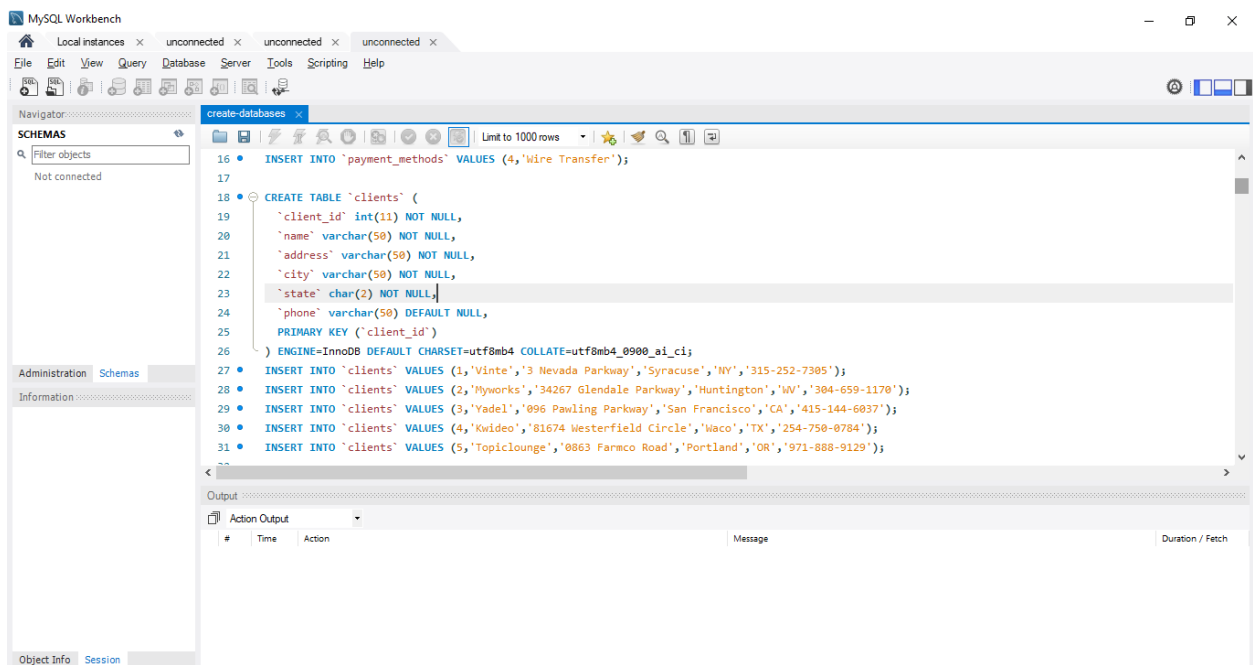 MySQL Workbench
Local instances × unconnected × unconnected × unconnected ×
File Edit View Query Database Server Tools Scripting Help
Navigator
SCHEMAS
Filter objects
Not connected
Administration Schemas
Information
Object Info Session
create-databases ×
Limit to 1000 rows
16 INSERT INTO `payment_methods` VALUES (4,'Wire Transfer');
17
18 CREATE TABLE `clients` (
19 `client_id` int(11) NOT NULL,
20 `name` varchar(50) NOT NULL,
21 `address` varchar(50) NOT NULL,
22 `city` varchar(50) NOT NULL,
23 `state` char(2) NOT NULL,
24 `phone` varchar(50) DEFAULT NULL,
25 PRIMARY KEY (`client_id`)
26 ) ENGINE=InnoDB DEFAULT CHARSET=utf8mb4 COLLATE=utf8mb4_0900_ai_ci;
27 INSERT INTO `clients` VALUES (1,'Vinte','3 Nevada Parkway','Syracuse','NY','315-252-7305');
28 INSERT INTO `clients` VALUES (2,'Myworks','34267 Glendale Parkway','Huntington','WV','304-659-1170');
29 INSERT INTO `clients` VALUES (3,'Yadel','096 Pawling Parkway','San Francisco','CA','415-144-6037');
30 INSERT INTO `clients` VALUES (4,'Kwideo','81674 Westerfield Circle','Waco','TX','254-750-0784');
31 INSERT INTO `clients` VALUES (5,'Topiclounge','0863 Farmco Road','Portland','OR','971-888-9129');
Output
Action Output
# Time Action Message Duration / Fetch